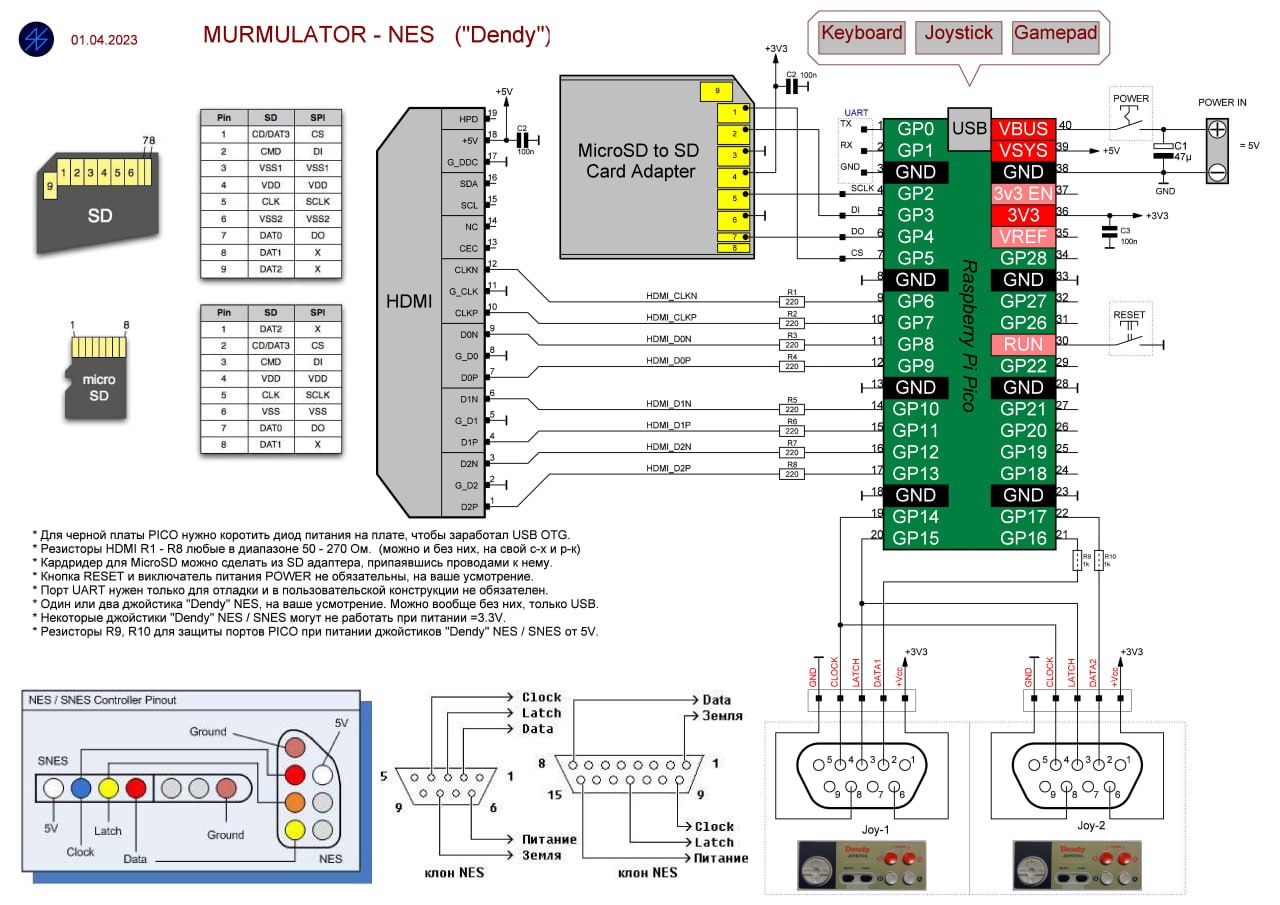 01.04.2023
MURMULATOR - NES ("Dendy")
Keyboard Joystick Gamepad
Pin SD SPI
1 CD/DAT3 CS
2 CMD DI
3 VSS1 VSS1
4 VDD VDD
5 CLK SCLK
6 VSS2 VSS2
7 DAT0 DO
8 DAT1 X
9 DAT2 X
78
9 1 2 3 4 5 6
SD
Pin SD SPI
1 DAT2 X
2 CD/DAT3 CS
3 CMD DI
4 VDD VDD
5 CLK SCLK
6 VSS VSS
7 DAT0 DO
8 DAT1 X
1 8
micro
SD
HDMI
HPD 19
+5V 18
G_DDC 17
SDA 16
SCL 15
NC 14
CEC 13
CLKN 12
G_CLK 11
CLKP 10
D0N 9
G_D0 8
D0P 7
D1N 6
G_D1 5
D1P 4
D2N 3
G_D2 2
D2P 1
+5V
C2
100n
MicroSD to SD
Card Adapter
9
1
2
3
4
5
6
7
8
+3V3
C2 100n
UART
TX
RX
GND
SCLK
DI
DO
CS
HDMI_CLKN R1 220
HDMI_CLKP R2 220
HDMI_D0N R3 220
HDMI_D0P R4 220
HDMI_D1N R5 220
HDMI_D1P R6 220
HDMI_D2N R7 220
HDMI_D2P R8 220
USB
Raspberry Pi Pico
1 GP0 VBUS 40
2 GP1 VSYS 39
3 GND GND 38
4 GP2 3v3 EN 37
5 GP3 3V3 36
6 GP4 VREF 35
7 GP5 GP28 34
8 GND GND 33
9 GP6 GP27 32
10 GP7 GP26 31
11 GP8 RUN 30
12 GP9 GP22 29
13 GND GND 28
14 GP10 GP21 27
15 GP11 GP20 26
16 GP12 GP19 25
17 GP13 GP18 24
18 GND GND 23
19 GP14 GP17 22
20 GP15 GP16 21
POWER
POWER IN
+5V
C1
47µ
GND
= 5V
+3V3
C3
100n
RESET
R9
1k
R10
1k
* Для черной платы PICO нужно коротить диод питания на плате, чтобы заработал USB OTG.
* Резисторы HDMI R1 - R8 любые в диапазоне 50 - 270 Ом. (можно и без них, на свой с-х и р-к)
* Кардридер для MicroSD можно сделать из SD адаптера, припаявшись проводами к нему.
* Кнопка RESET и выключатель питания POWER не обязательны, на ваше усмотрение.
* Порт UART нужен только для отладки и в пользовательской конструкции не обязателен.
* Один или два джойстика "Dendy" NES, на ваше усмотрение. Можно вообще без них, только USB.
* Некоторые джойстики "Dendy" NES / SNES могут не работать при питании =3.3V.
* Резисторы R9, R10 для защиты портов PICO при питании джойстиков "Dendy" NES / SNES от 5V.
NES / SNES Controller Pinout
Ground
5V
SNES
5V
Clock
Latch
Data
Ground
NES
Clock
Latch
Data
5 1
9 6
Питание
Земля
клон NES
Data
Земля
8 1
15 9
Clock
Latch
Питание
клон NES
GND CLOCK LATCH DATA1 +Vcc +3V3
5 4 3 2 1
9 8 7 6
Joy-1
Dendy
JOYSTICK
GND CLOCK LATCH DATA2 +Vcc +3V3
5 4 3 2 1
9 8 7 6
Joy-2
Dendy
JOYSTICK